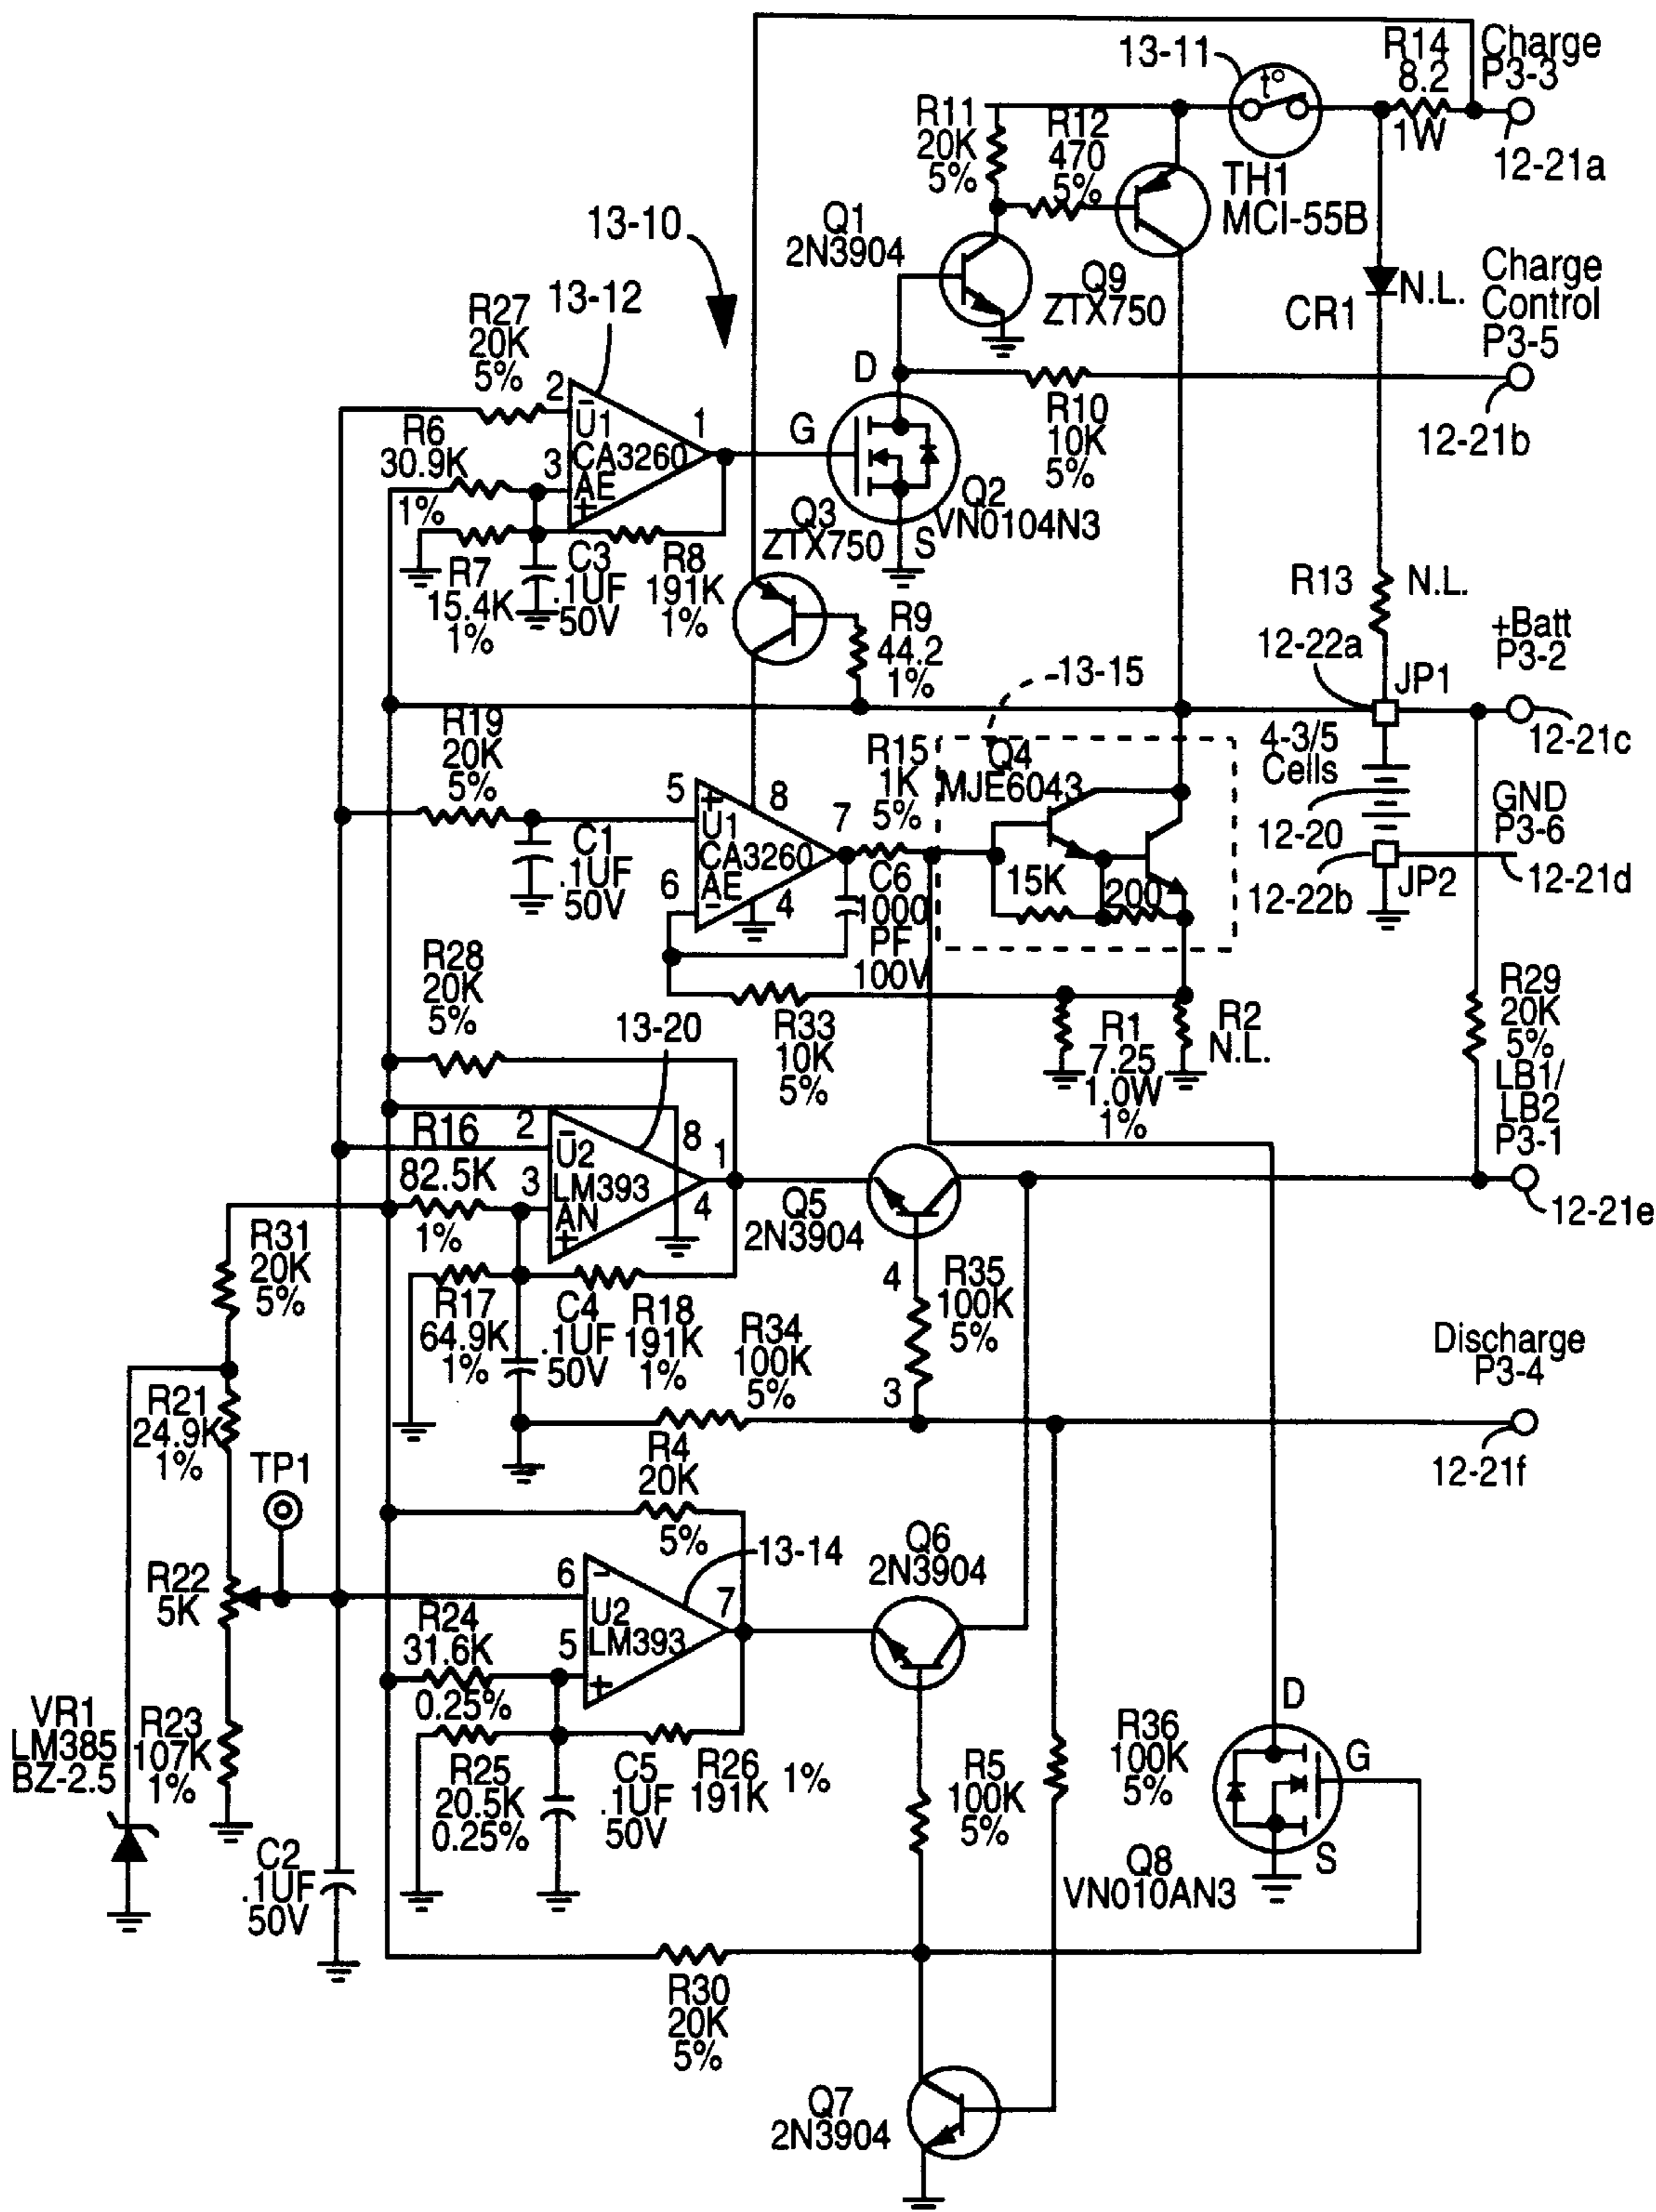 13-11
R14
8.2
1W
Charge
P3-3
12-21a
t°
TH1
MCI-55B
R11
20K
5%
R12
470
5%
13-10
Q1
2N3904
Q9
ZTX750
CR1
N.L.
Charge
Control
P3-5
12-21b
R27
20K
5%
13-12
2
-
U1
CA3260
AE
+
3
1
R6
30.9K
1%
R7
15.4K
1%
C3
.1UF
50V
R8
191K
1%
G
D
S
Q2
VN0104N3
R10
10K
5%
Q3
ZTX750
R9
44.2
1%
R13
N.L.
12-22a
JP1
+Batt
P3-2
12-21c
13-15
R19
20K
5%
C1
.1UF
50V
5
+
U1
CA3260
AE
-
6
8
7
4
R15
1K
5%
C6
1000
PF
100V
Q4
MJE6043
15K
200
4-3/5
Cells
12-20
12-22b
JP2
GND
P3-6
12-21d
R28
20K
5%
13-20
R33
10K
5%
R1
7.25
1.0W
1%
R2
N.L.
R29
20K
5%
LB1/
LB2
P3-1
12-21e
R16
82.5K
1%
2
-
U2
LM393
AN
+
3
8
1
4
Q5
2N3904
R31
20K
5%
R17
64.9K
1%
C4
.1UF
50V
R18
191K
1%
R34
100K
5%
4
R35
100K
5%
3
Discharge
P3-4
12-21f
R21
24.9K
1%
TP1
R4
20K
5%
13-14
R22
5K
6
-
U2
LM393
+
5
7
Q6
2N3904
R24
31.6K
0.25%
R25
20.5K
0.25%
C5
.1UF
50V
R26
191K
1%
VR1
LM385
BZ-2.5
R23
107K
1%
C2
.1UF
50V
R5
100K
5%
R36
100K
5%
D
G
S
Q8
VN010AN3
R30
20K
5%
Q7
2N3904